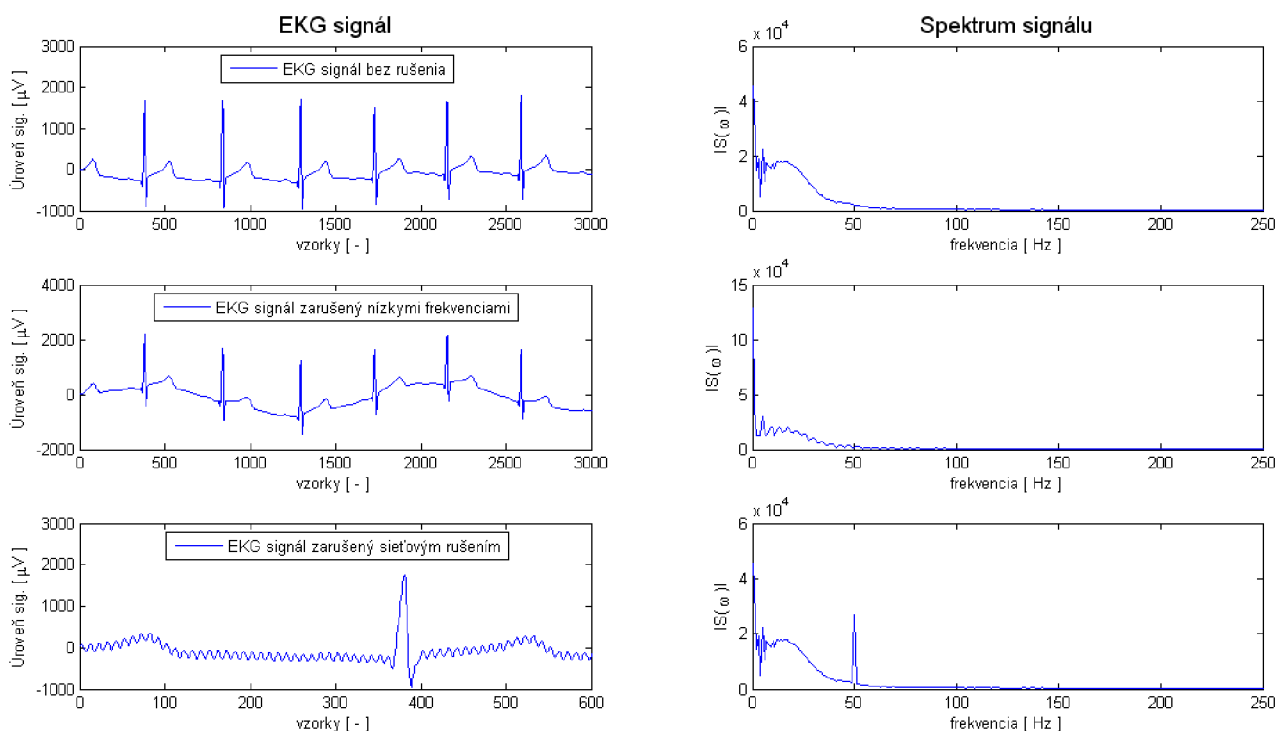 EKG signál
Spektrum signálu
3000
2000
1000
0
-1000
Úroveň sig. [ µV ]
EKG signál bez rušenia
0 500 1000 1500 2000 2500 3000
vzorky [ - ]
x 10^4
6
4
2
0
|S( ω )|
0 50 100 150 200 250
frekvencia [ Hz ]
4000
2000
0
-2000
Úroveň sig. [ µV ]
EKG signál zarušený nízkymi frekvenciami
0 500 1000 1500 2000 2500 3000
vzorky [ - ]
x 10^4
15
10
5
0
|S( ω )|
0 50 100 150 200 250
frekvencia [ Hz ]
3000
2000
1000
0
-1000
Úroveň sig. [ µV ]
EKG signál zarušený sieťovým rušením
0 100 200 300 400 500 600
vzorky [ - ]
x 10^4
6
4
2
0
|S( ω )|
0 50 100 150 200 250
frekvencia [ Hz ]